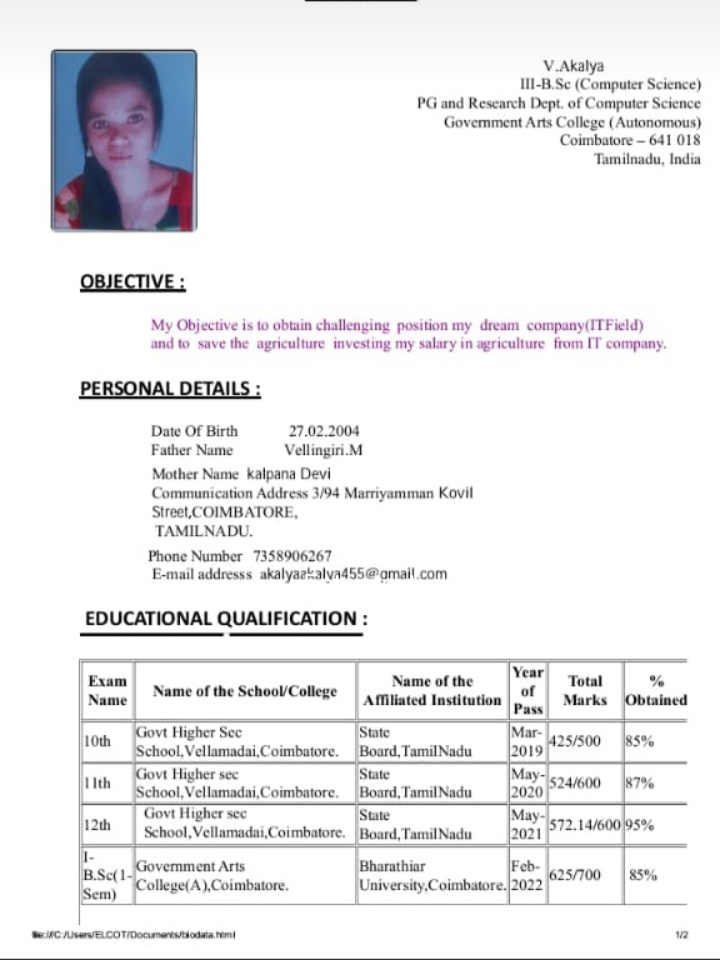 V.Akalya
III-B.Sc (Computer Science)
PG and Research Dept. of Computer Science
Government Arts College (Autonomous)
Coimbatore – 641 018
Tamilnadu, India
OBJECTIVE :
My Objective is to obtain challenging position my dream company(ITField)
and to save the agriculture investing my salary in agriculture from IT company.
PERSONAL DETAILS :
Date Of Birth 27.02.2004
Father Name Vellingiri.M
Mother Name kalpana Devi
Communication Address 3/94 Marriyamman Kovil
Street,COIMBATORE,
TAMILNADU.
Phone Number 7358906267
E-mail addresss akalyaakalya455@gmail.com
EDUCATIONAL QUALIFICATION :
Exam Name Name of the School/College Name of the Affiliated Institution Year of Pass Total Marks % Obtained
10th Govt Higher Sec School,Vellamadai,Coimbatore. State Board,TamilNadu Mar-2019 425/500 85%
11th Govt Higher sec School,Vellamadai,Coimbatore. State Board,TamilNadu May-2020 524/600 87%
12th Govt Higher sec School,Vellamadai,Coimbatore. State Board,TamilNadu May-2021 572.14/600 95%
I-B.Sc(1-Sem) Government Arts College(A),Coimbatore. Bharathiar University,Coimbatore. Feb-2022 625/700 85%
file:///C:/Users/ELCOT/Documents/biodata.html 1/2